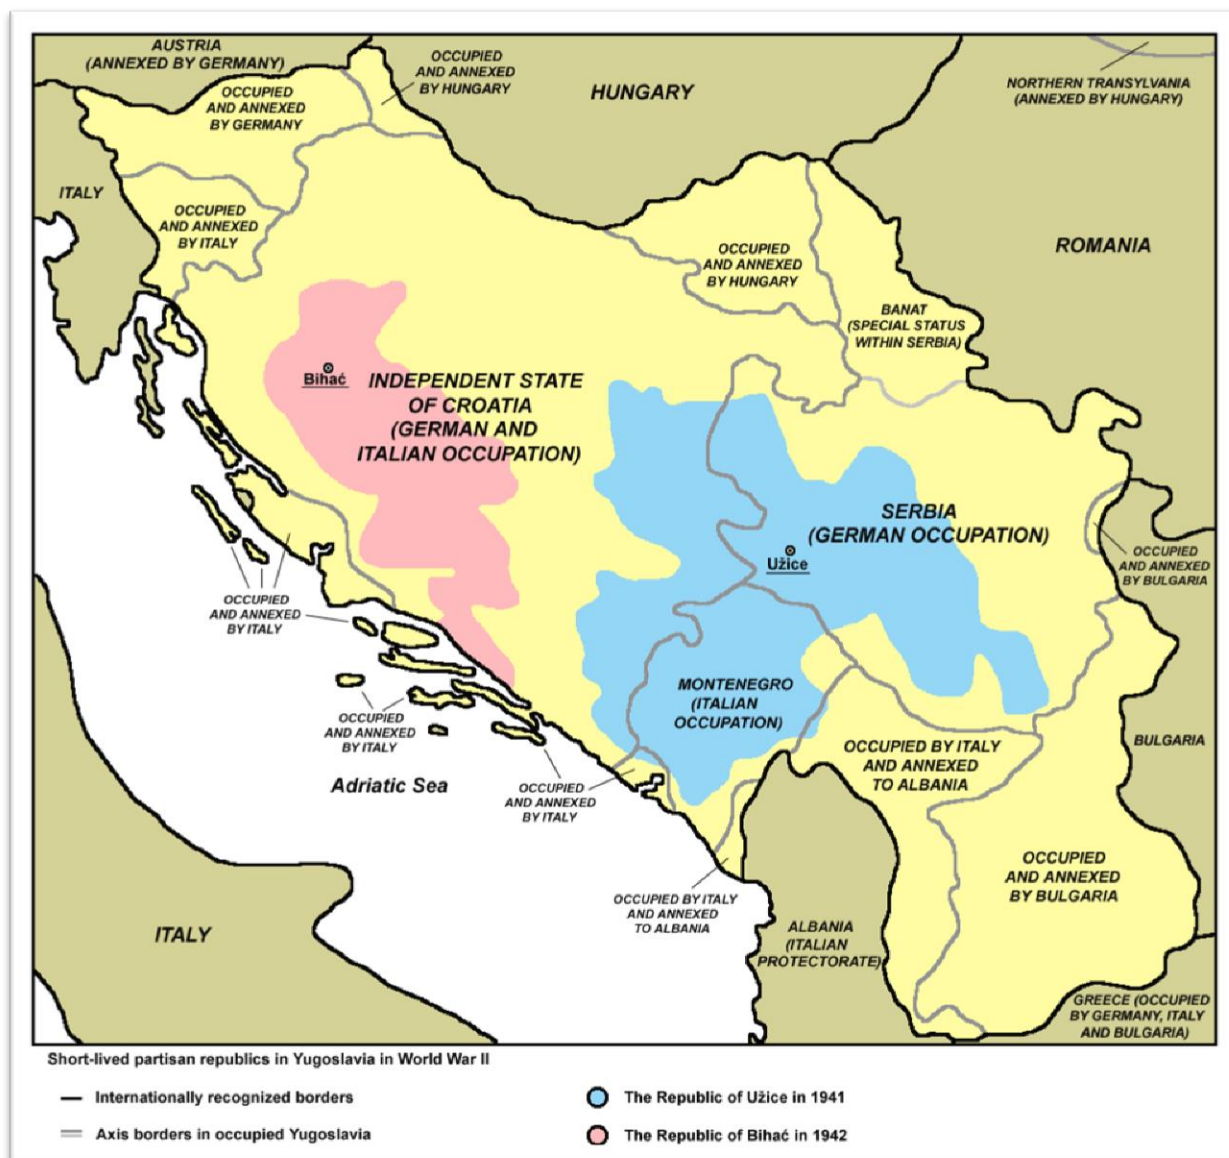 AUSTRIA
(ANNEXED BY GERMANY)
OCCUPIED
AND ANNEXED
BY HUNGARY
HUNGARY
NORTHERN TRANSYLVANIA
(ANNEXED BY HUNGARY)
OCCUPIED
AND ANNEXED
BY GERMANY
ITALY
OCCUPIED
AND ANNEXED
BY ITALY
OCCUPIED
AND ANNEXED
BY HUNGARY
ROMANIA
BANAT
(SPECIAL STATUS
WITHIN SERBIA)
Bihać
INDEPENDENT STATE
OF CROATIA
(GERMAN AND
ITALIAN OCCUPATION)
SERBIA
(GERMAN OCCUPATION)
Užice
OCCUPIED
AND ANNEXED
BY BULGARIA
OCCUPIED
AND ANNEXED
BY ITALY
MONTENEGRO
(ITALIAN
OCCUPATION)
OCCUPIED
AND ANNEXED
BY ITALY
OCCUPIED BY ITALY
AND ANNEXED
TO ALBANIA
BULGARIA
Adriatic Sea
OCCUPIED
AND ANNEXED
BY ITALY
OCCUPIED
AND ANNEXED
BY BULGARIA
OCCUPIED BY ITALY
AND ANNEXED
TO ALBANIA
ITALY
ALBANIA
(ITALIAN
PROTECTORATE)
GREECE (OCCUPIED
BY GERMANY, ITALY
AND BULGARIA)
Short-lived partisan republics in Yugoslavia in World War II
Internationally recognized borders
Axis borders in occupied Yugoslavia
The Republic of Užice in 1941
The Republic of Bihać in 1942